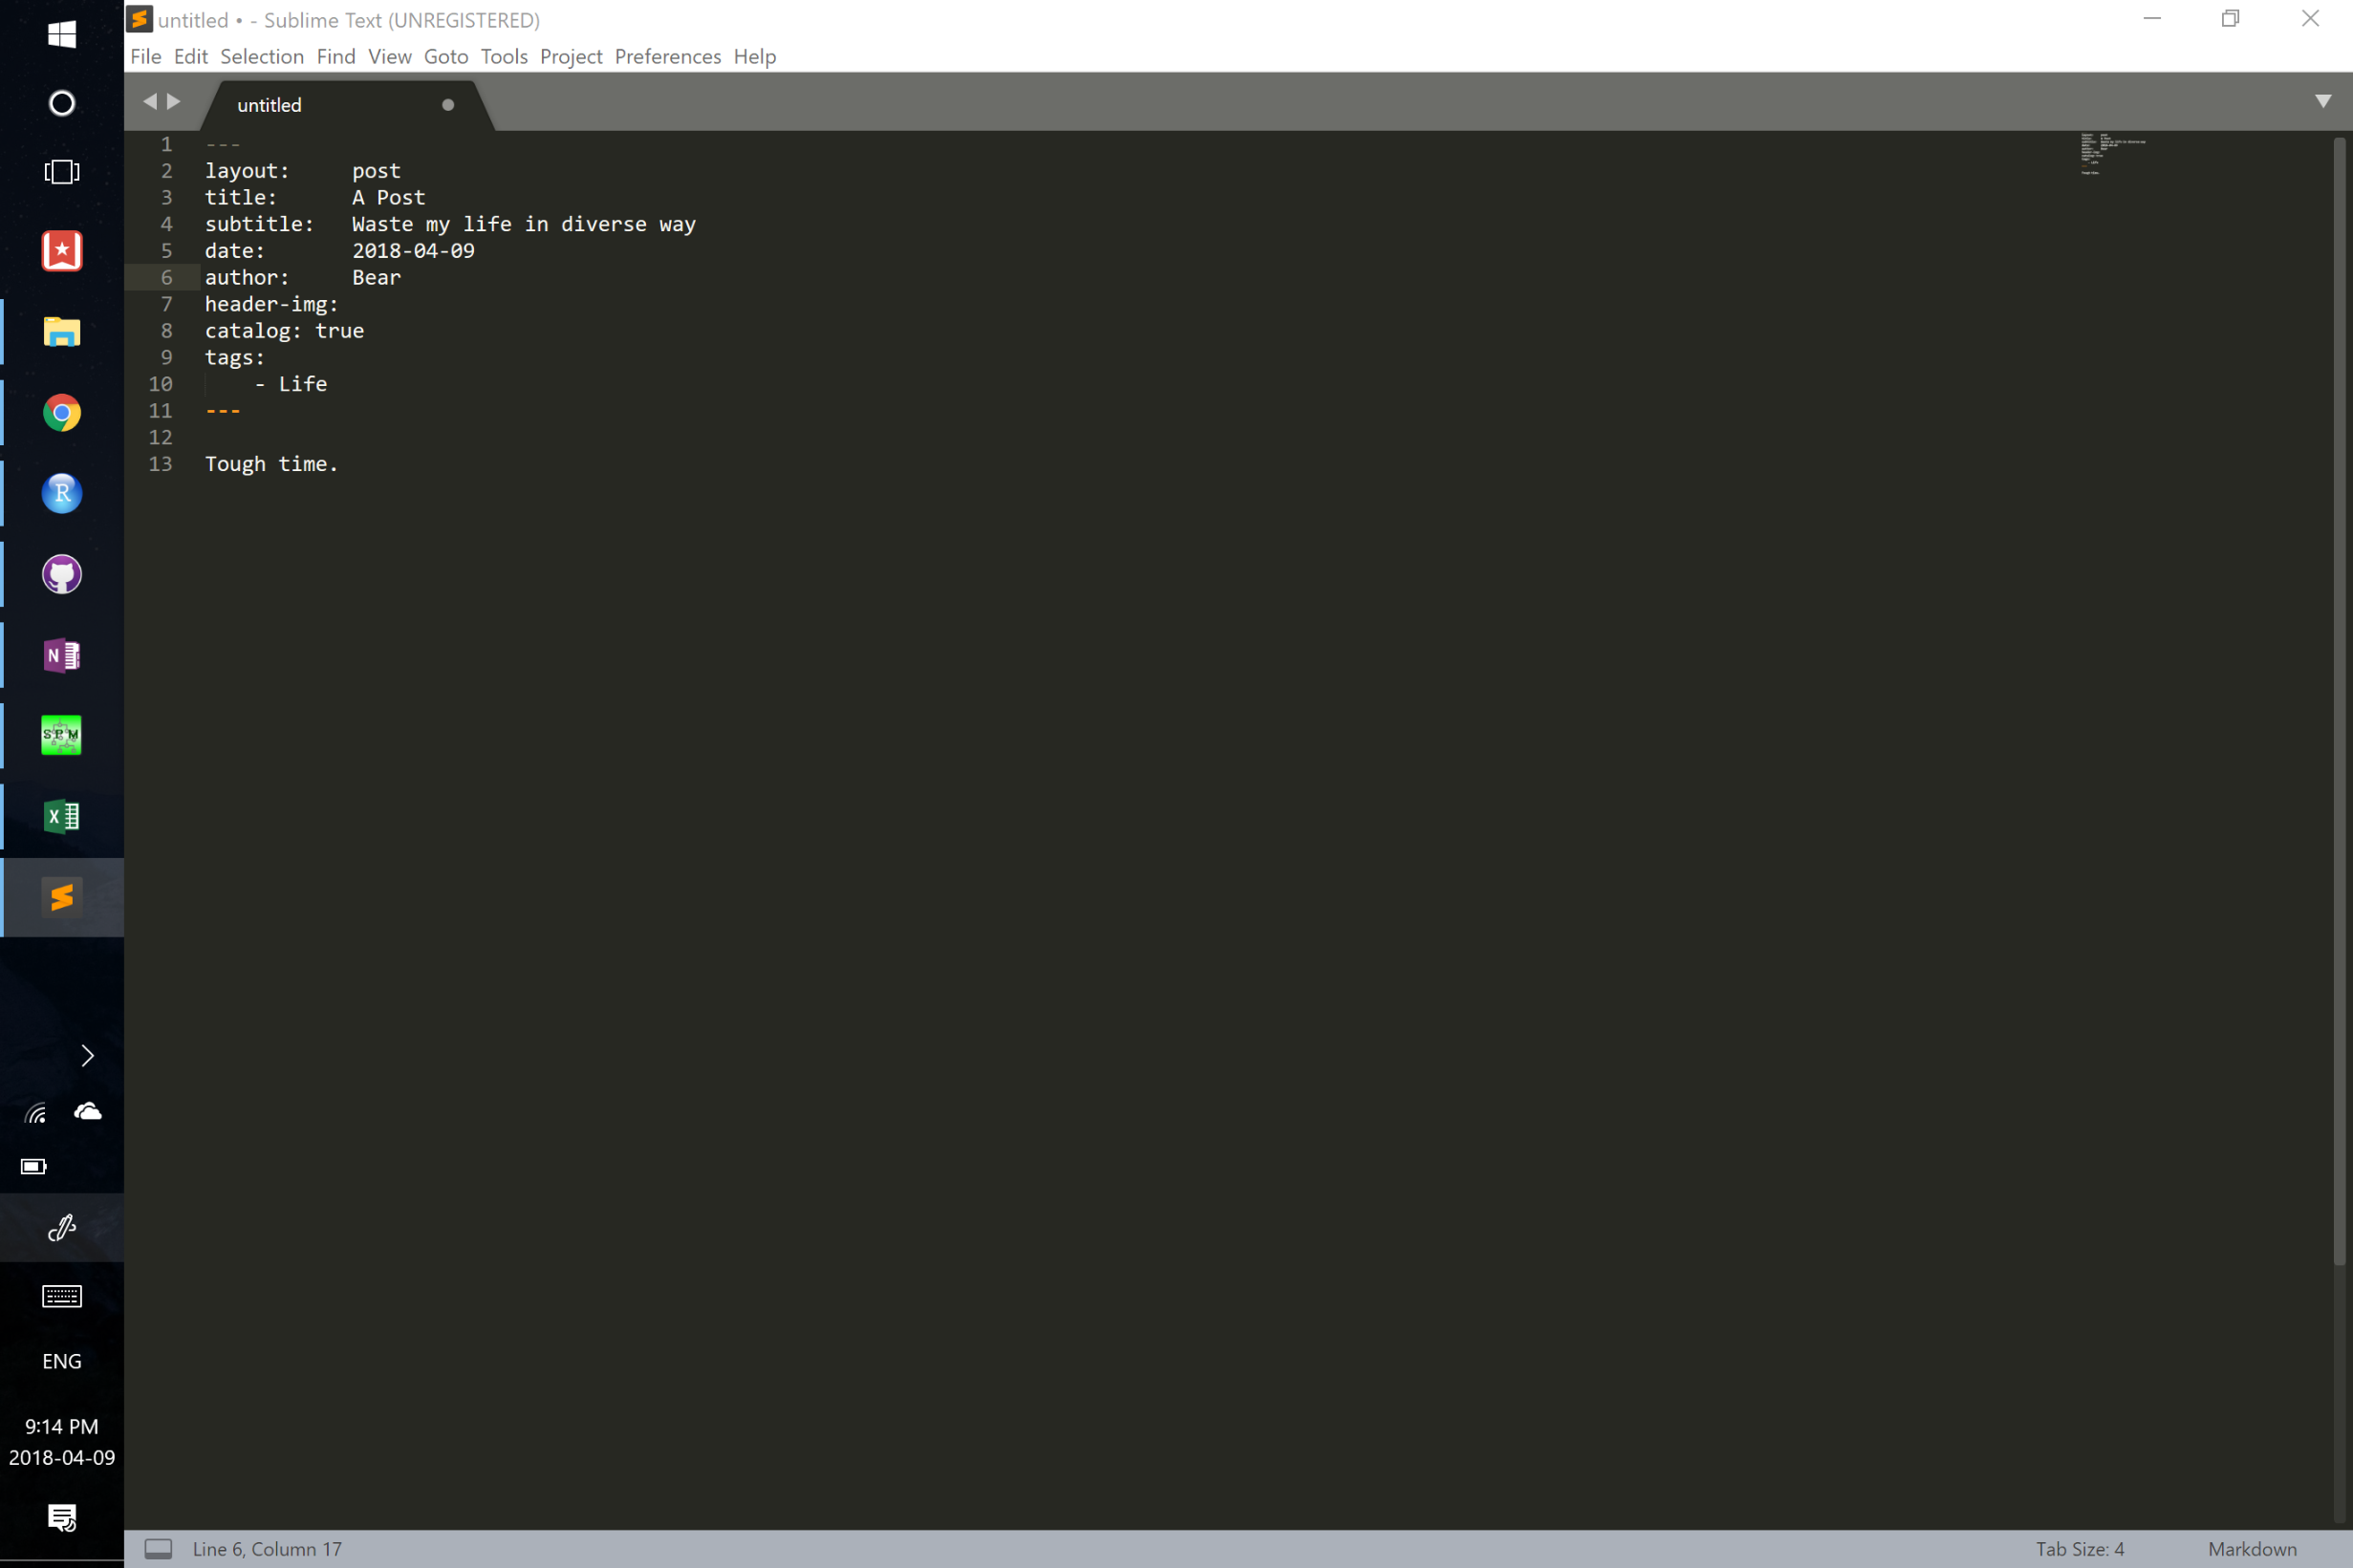 untitled • - Sublime Text (UNREGISTERED)
File Edit Selection Find View Goto Tools Project Preferences Help
untitled
1 ---
2 layout: post
3 title: A Post
4 subtitle: Waste my life in diverse way
5 date: 2018-04-09
6 author: Bear
7 header-img:
8 catalog: true
9 tags:
10 - Life
11 ---
12
13 Tough time.
R
N
SPM
X
ENG
9:14 PM
2018-04-09
Line 6, Column 17
Tab Size: 4
Markdown